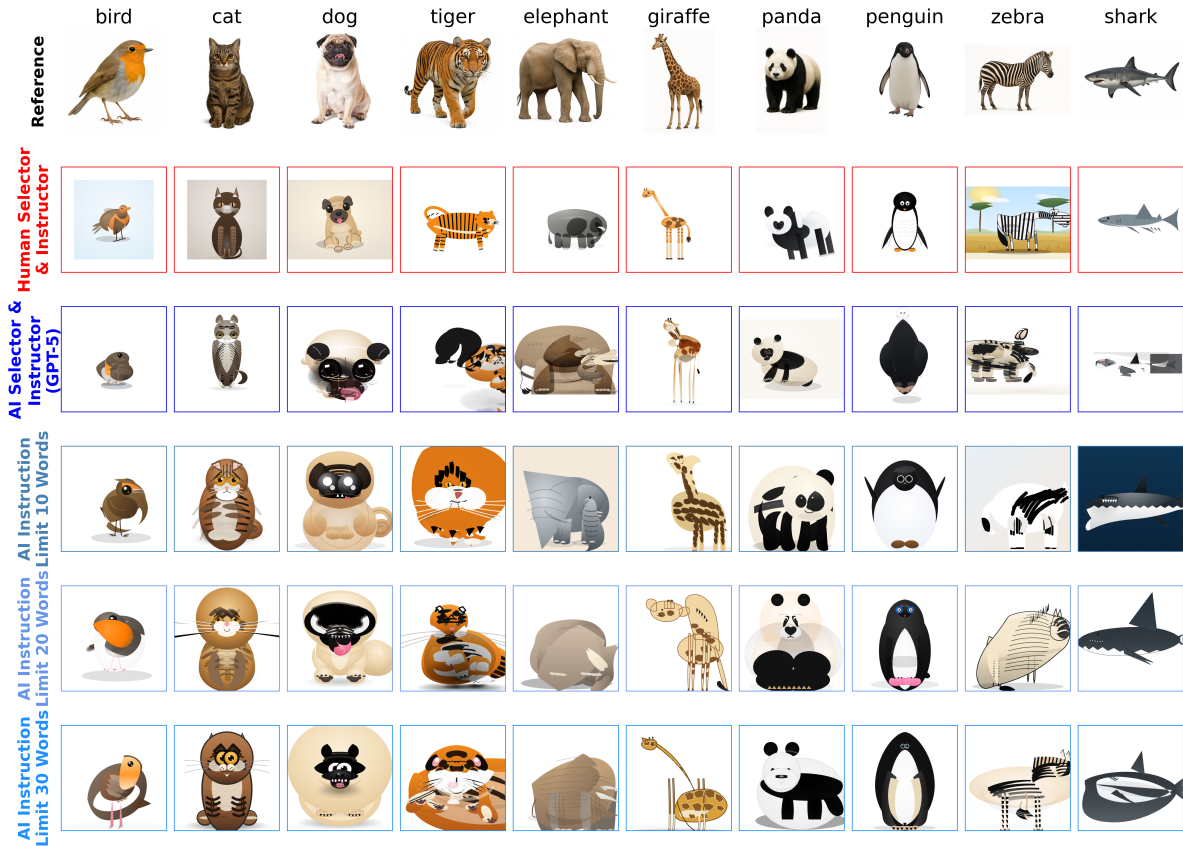 bird cat dog tiger elephant giraffe panda penguin zebra shark
Reference
Human Selector
& Instructor
AI Selector &
Instructor
(GPT-5)
AI Instruction
Limit 10 Words
AI Instruction
Limit 20 Words
AI Instruction
Limit 30 Words